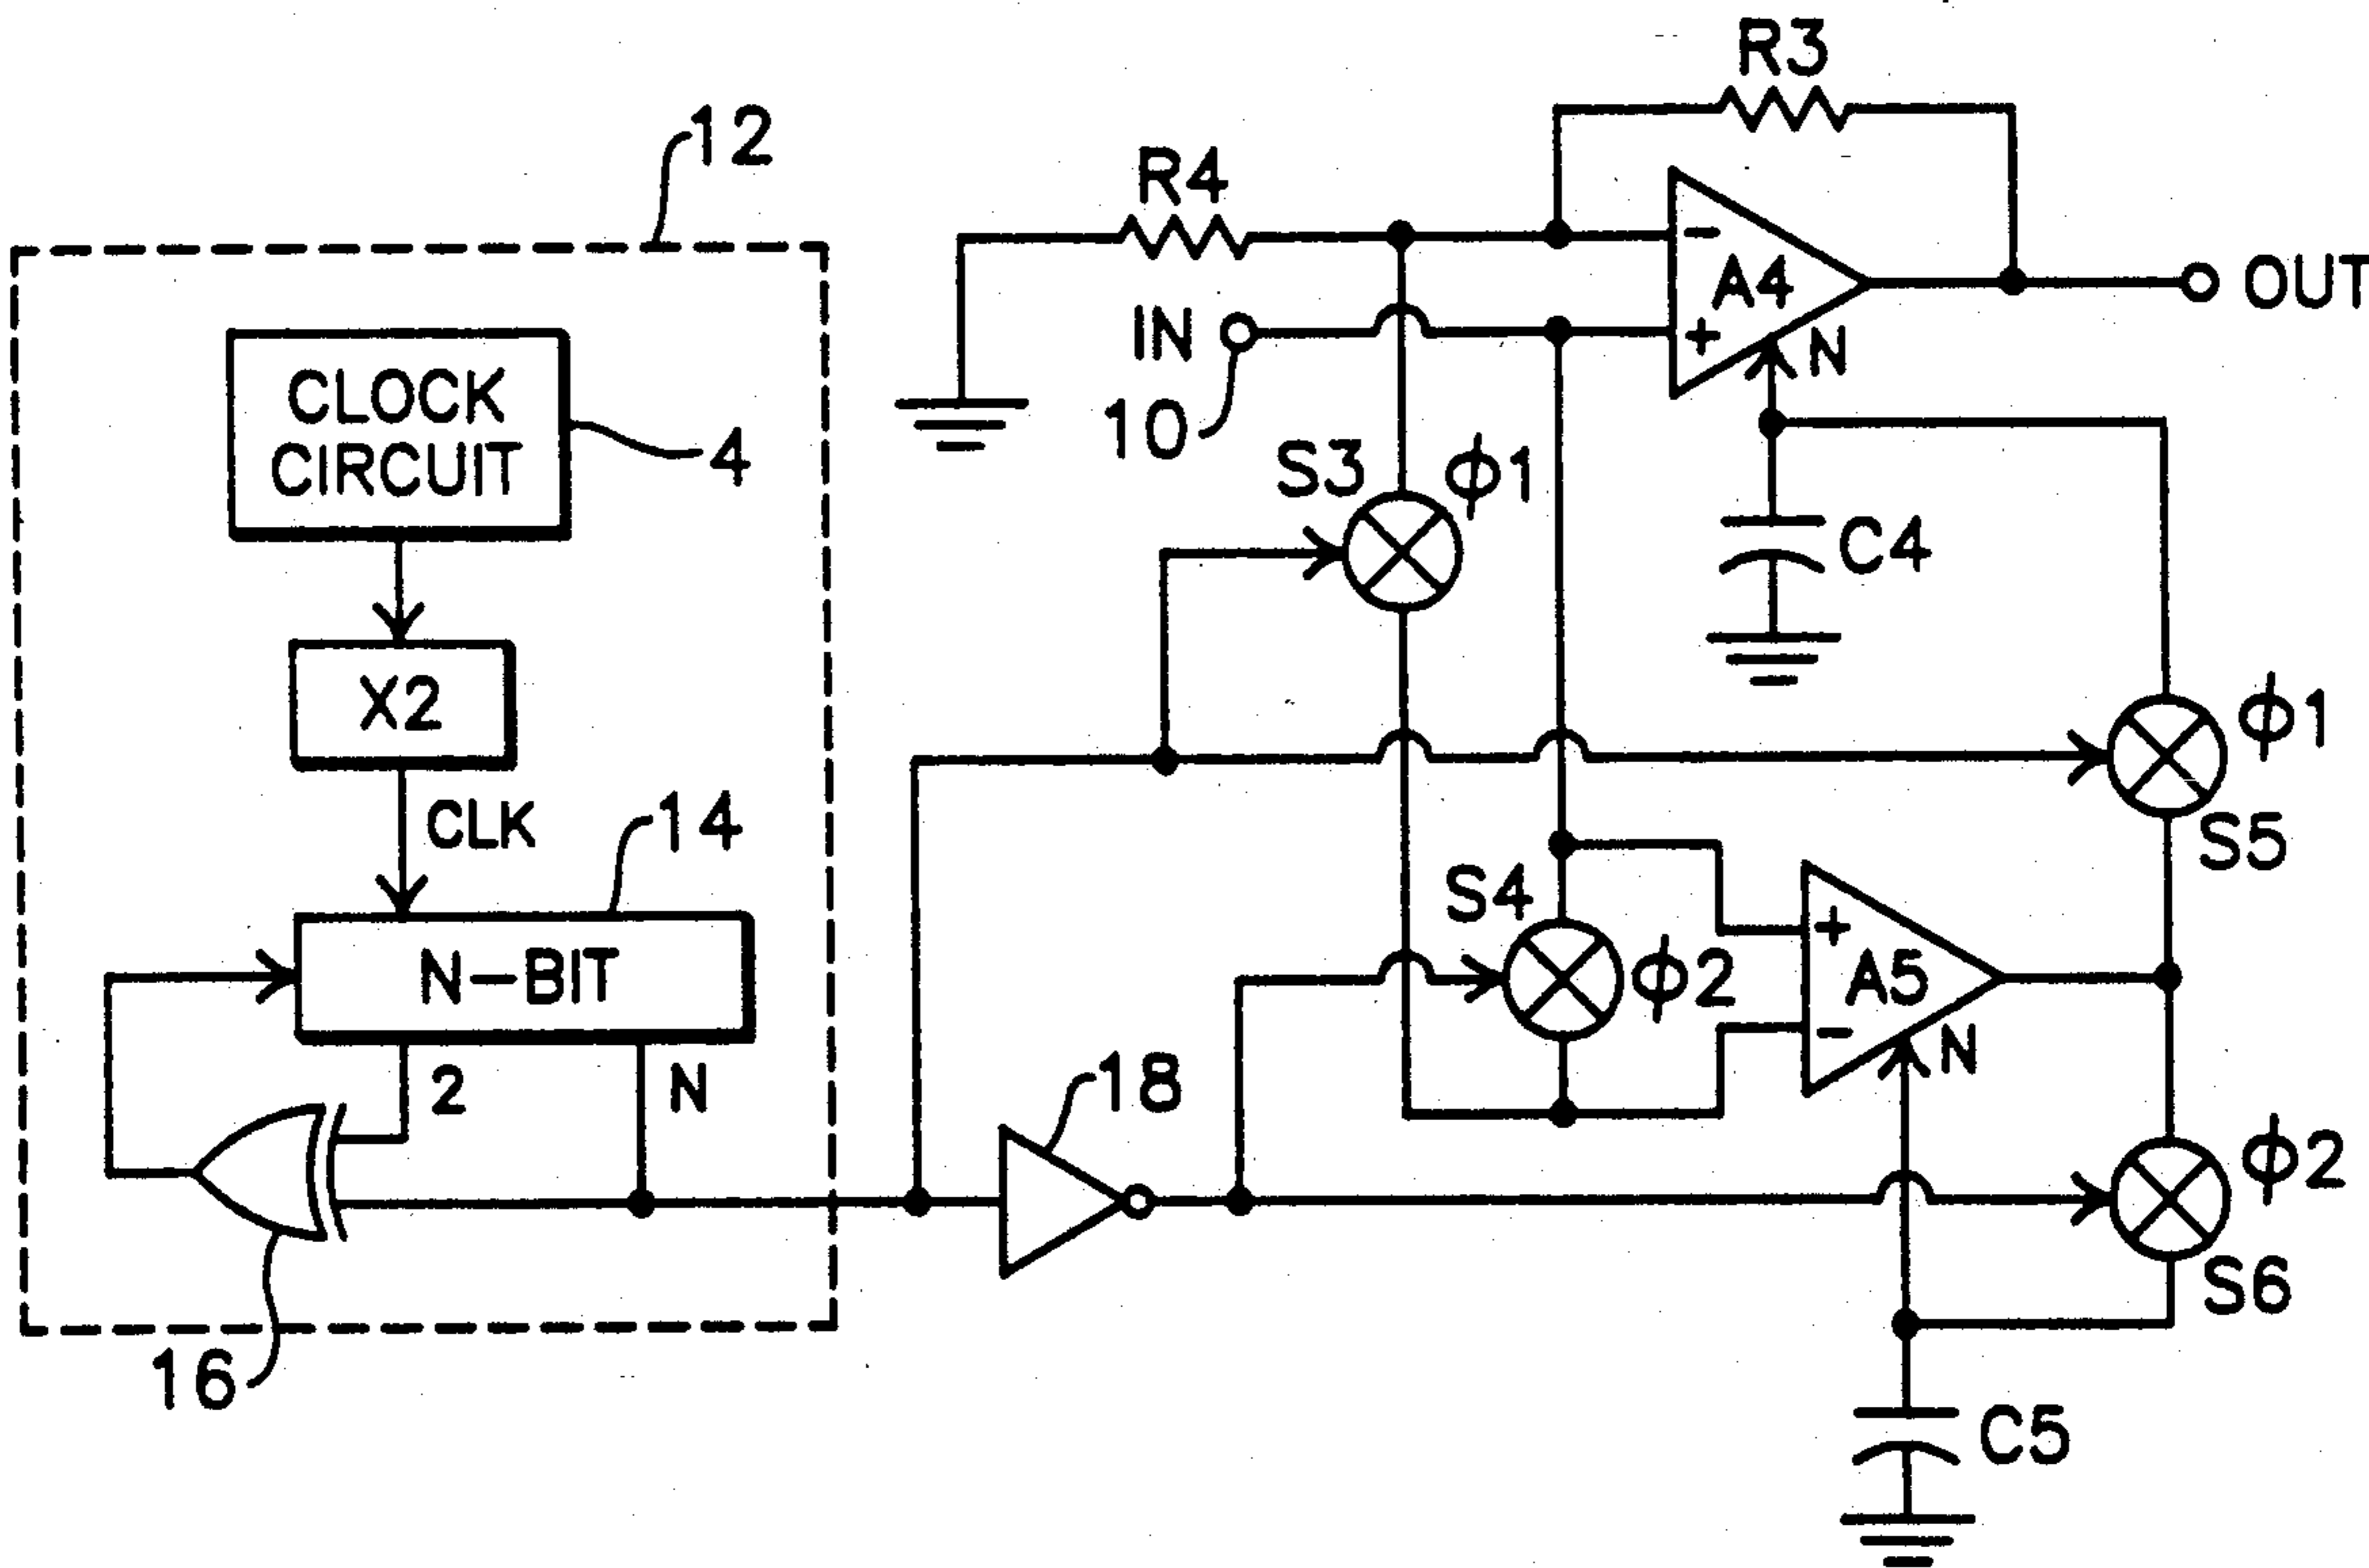 12
CLOCK
CIRCUIT
4
X2
CLK
14
N-BIT
2
N
16
18
R3
R4
A4
-
+
N
OUT
IN
10
C4
S3
ϕ1
ϕ1
S5
S4
ϕ2
A5
+
-
N
ϕ2
S6
C5